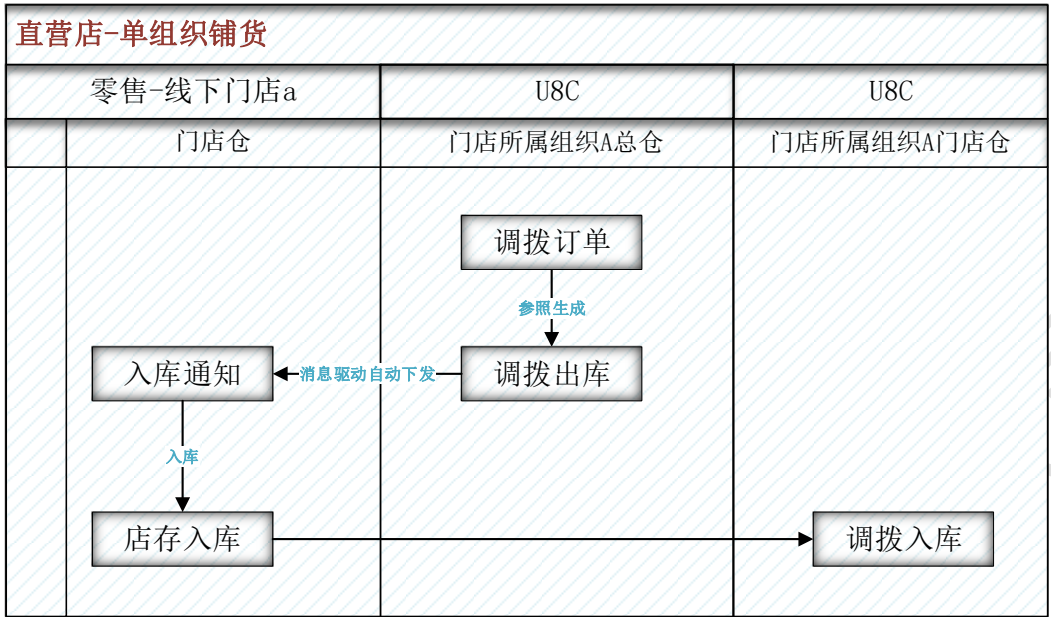 直营店-单组织铺货
零售-线下门店a
U8C
U8C
门店仓
门店所属组织A总仓
门店所属组织A门店仓
调拨订单
参照生成
入库通知
消息驱动自动下发
调拨出库
入库
店存入库
调拨入库